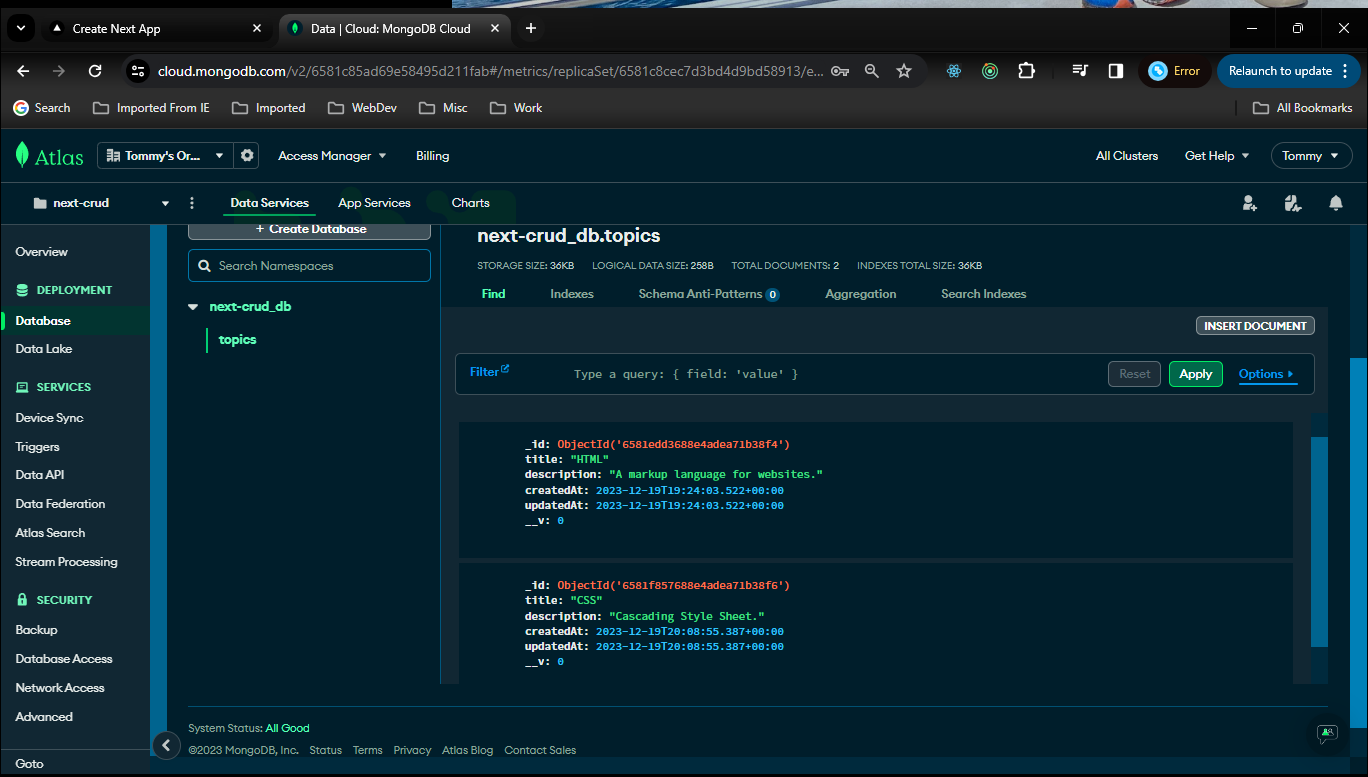 Create Next App
Data | Cloud: MongoDB Cloud
cloud.mongodb.com/v2/6581c85ad69e58495d211fab#/metrics/replicaSet/6581c8cec7d3bd4d9bd58913/e...
Error
Relaunch to update
Search
Imported From IE
Imported
WebDev
Misc
Work
All Bookmarks
Atlas
Tommy's Or...
Access Manager
Billing
All Clusters
Get Help
Tommy
next-crud
Data Services
App Services
Charts
Overview
DEPLOYMENT
Database
Data Lake
SERVICES
Device Sync
Triggers
Data API
Data Federation
Atlas Search
Stream Processing
SECURITY
Backup
Database Access
Network Access
Advanced
Goto
+ Create Database
Search Namespaces
next-crud_db
topics
next-crud_db.topics
STORAGE SIZE: 36KB LOGICAL DATA SIZE: 258B TOTAL DOCUMENTS: 2 INDEXES TOTAL SIZE: 36KB
Find Indexes Schema Anti-Patterns 0 Aggregation Search Indexes
INSERT DOCUMENT
Filter Type a query: { field: 'value' } Reset Apply Options
_id: ObjectId('6581edd3688e4adea71b38f4')
title: "HTML"
description: "A markup language for websites."
createdAt: 2023-12-19T19:24:03.522+00:00
updatedAt: 2023-12-19T19:24:03.522+00:00
__v: 0
_id: ObjectId('6581f857688e4adea71b38f6')
title: "CSS"
description: "Cascading Style Sheet."
createdAt: 2023-12-19T20:08:55.387+00:00
updatedAt: 2023-12-19T20:08:55.387+00:00
__v: 0
System Status: All Good
©2023 MongoDB, Inc. Status Terms Privacy Atlas Blog Contact Sales